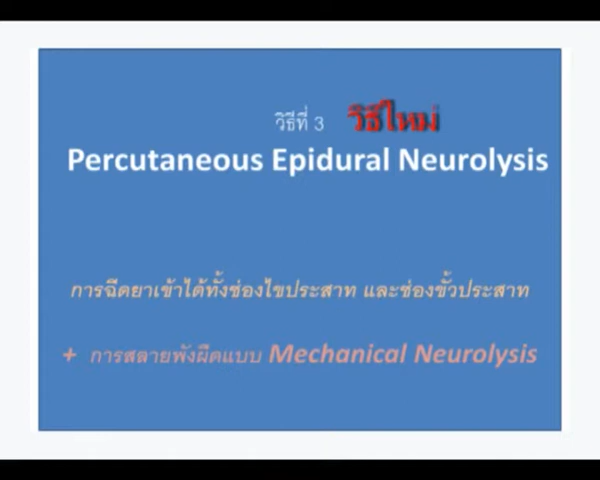 วิธีที่ 3 วิธีใหม่
Percutaneous Epidural Neurolysis
การฉีดยาเข้าได้ทั้งช่องไขประสาท และช่องขั้วประสาท
+ การสลายพังผืดแบบ Mechanical Neurolysis